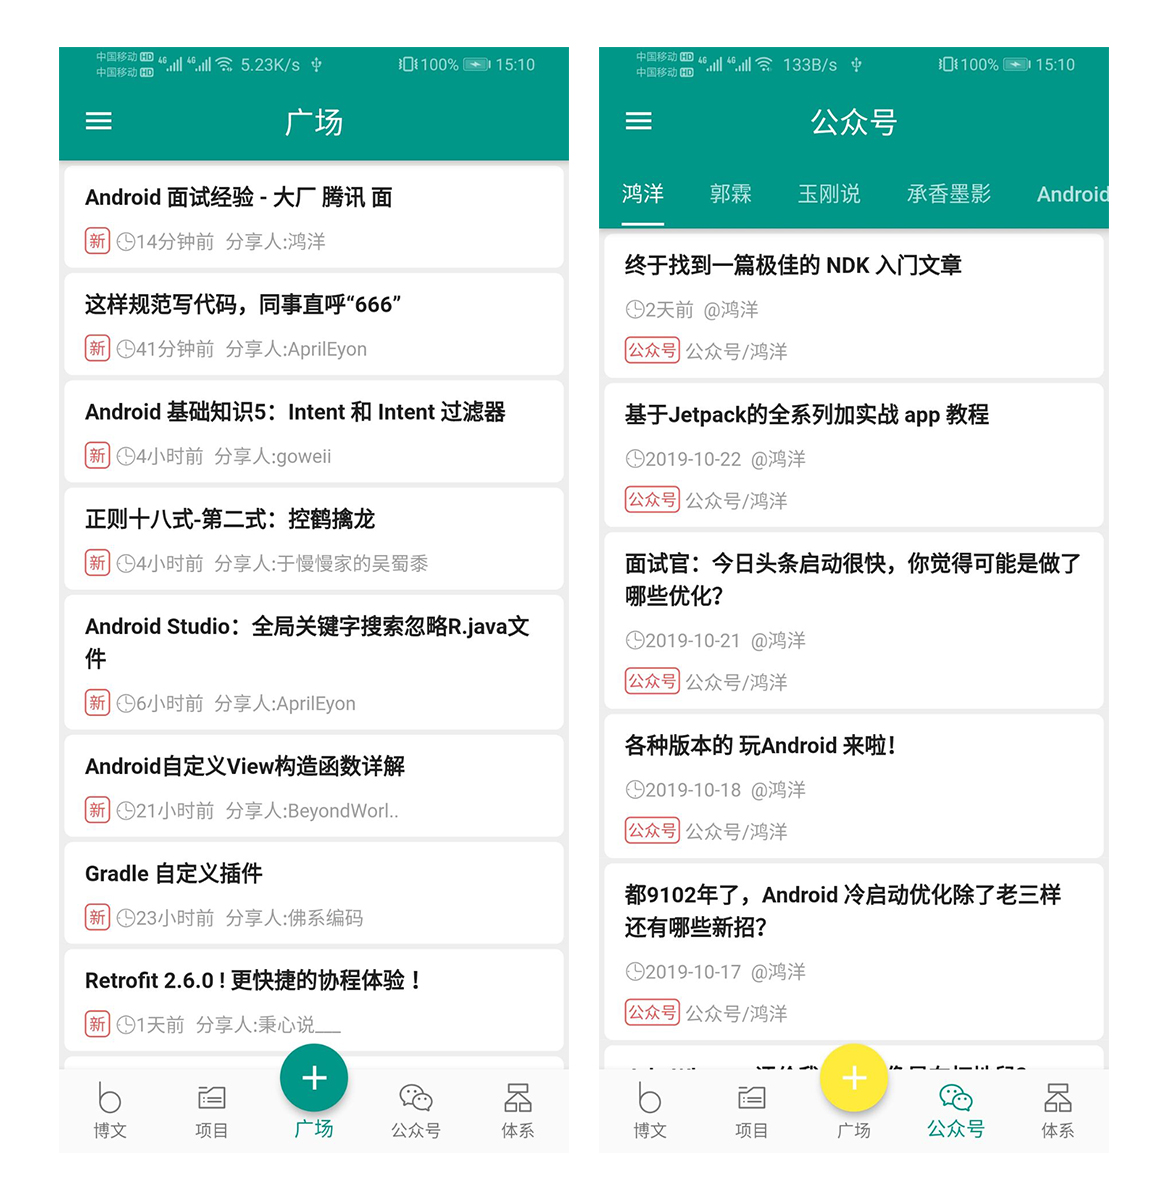 中国移动 HD 4G 4G 5.23K/s 100% 15:10
中国移动 HD
广场
Android 面试经验 - 大厂 腾讯 面
新 14分钟前 分享人:鸿洋
这样规范写代码，同事直呼“666”
新 41分钟前 分享人:AprilEyon
Android 基础知识5：Intent 和 Intent 过滤器
新 4小时前 分享人:goweii
正则十八式-第二式：控鹤擒龙
新 4小时前 分享人:于慢慢家的吴蜀黍
Android Studio：全局关键字搜索忽略R.java文
件
新 6小时前 分享人:AprilEyon
Android自定义View构造函数详解
新 21小时前 分享人:BeyondWorl..
Gradle 自定义插件
新 23小时前 分享人:佛系编码
Retrofit 2.6.0 ! 更快捷的协程体验！
新 1天前 分享人:秉心说___
博文 项目 广场 公众号 体系
中国移动 HD 4G 4G 133B/s 100% 15:10
中国移动 HD
公众号
鸿洋 郭霖 玉刚说 承香墨影 Android
终于找到一篇极佳的 NDK 入门文章
2天前 @鸿洋
公众号 公众号/鸿洋
基于Jetpack的全系列加实战 app 教程
2019-10-22 @鸿洋
公众号 公众号/鸿洋
面试官：今日头条启动很快，你觉得可能是做了
哪些优化？
2019-10-21 @鸿洋
公众号 公众号/鸿洋
各种版本的 玩Android 来啦！
2019-10-18 @鸿洋
公众号 公众号/鸿洋
都9102年了，Android 冷启动优化除了老三样
还有哪些新招？
2019-10-17 @鸿洋
公众号 公众号/鸿洋
博文 项目 广场 公众号 体系